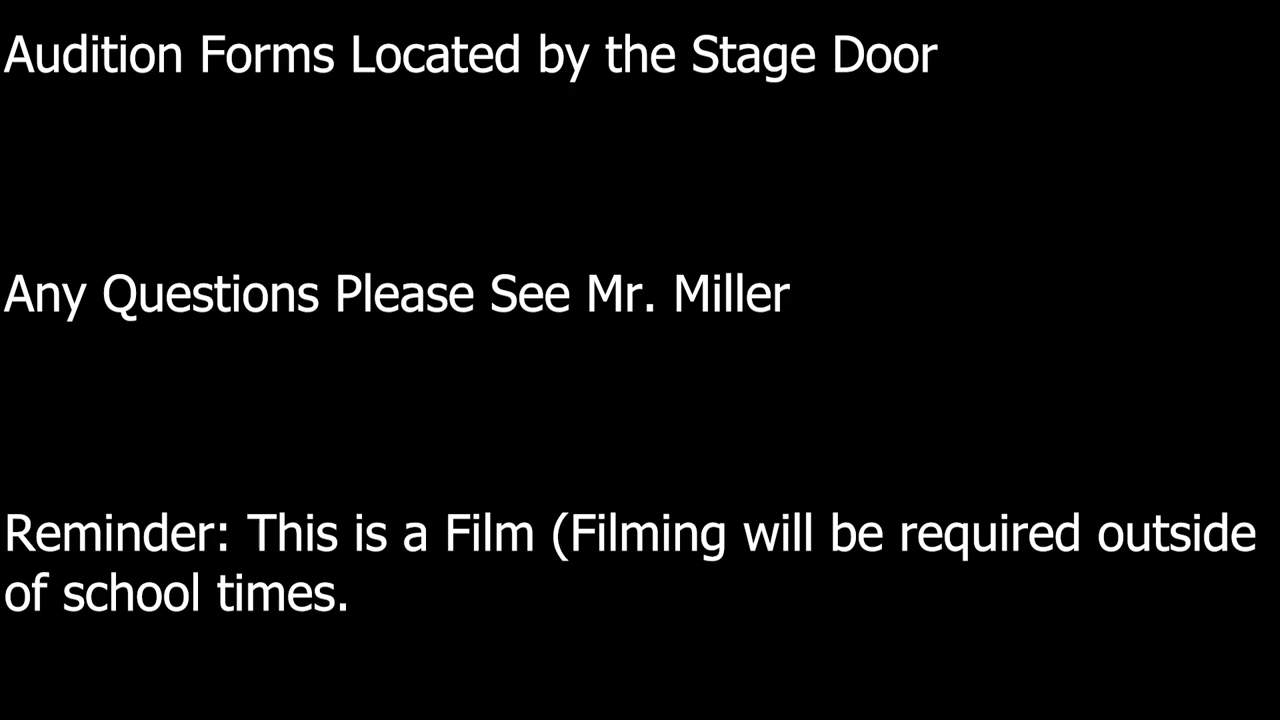 Audition Forms Located by the Stage Door
Any Questions Please See Mr. Miller
Reminder: This is a Film (Filming will be required outside
of school times.